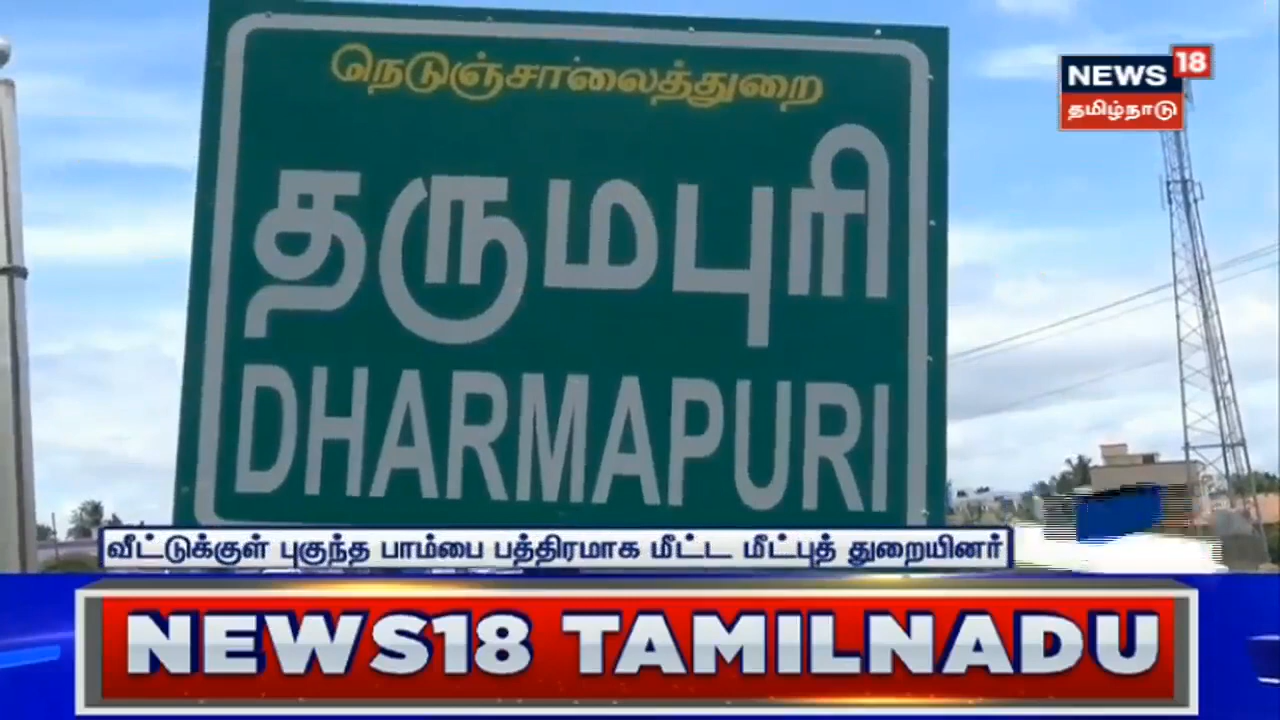 நெடுஞ்சாலைத்துறை
NEWS 18
தமிழ்நாடு
தருமபுரி
DHARMAPURI
வீட்டுக்குள் புகுந்த பாம்பை பத்திரமாக மீட்ட மீட்புத் துறையினர்
NEWS18 TAMILNADU